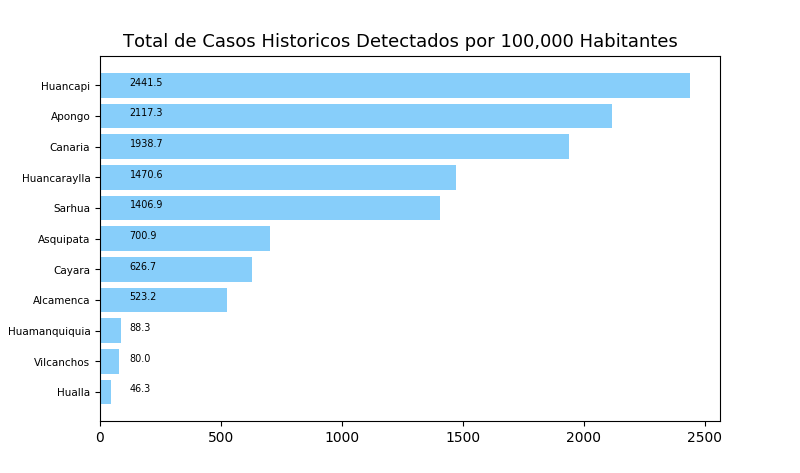 Total de Casos Historicos Detectados por 100,000 Habitantes
Huancapi 2441.5
Apongo 2117.3
Canaria 1938.7
Huancaraylla 1470.6
Sarhua 1406.9
Asquipata 700.9
Cayara 626.7
Alcamenca 523.2
Huamanquiquia 88.3
Vilcanchos 80.0
Hualla 46.3
0 500 1000 1500 2000 2500